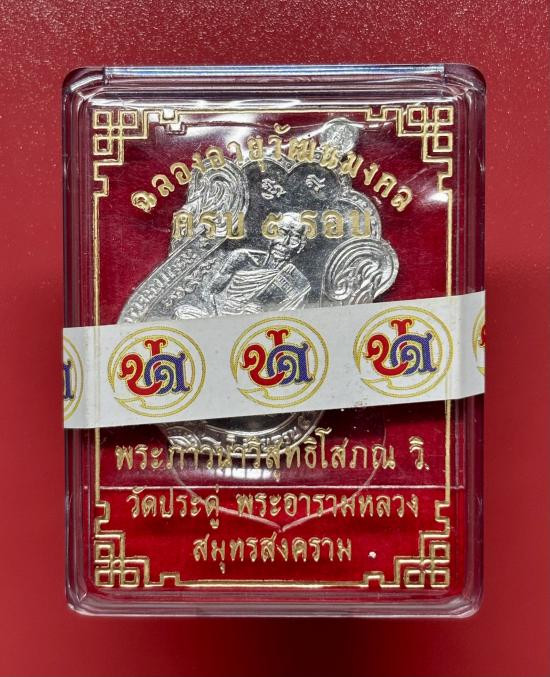 ฉลองอายุวัฒนมงคล
ครบ ๕ รอบ
พระภาวนาวิสุทธิโสภณ วิ.
วัดประดู่ พระอารามหลวง
สมุทรสงคราม